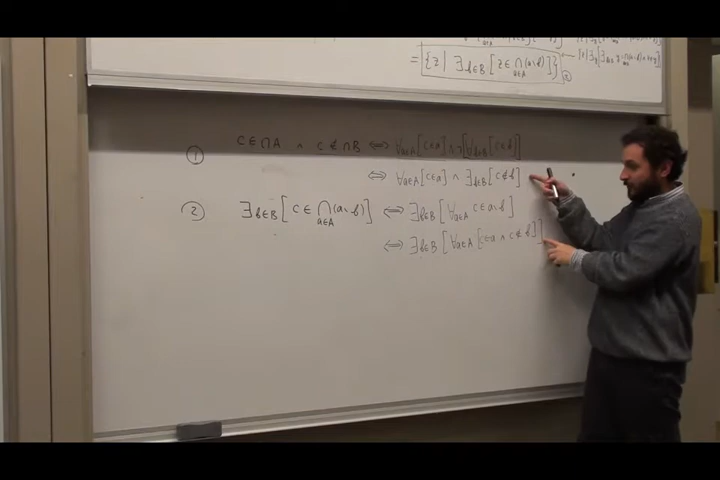 = {z | ∃b∈B [z ∈ ⋂a∈A (a∖b)]}
① c ∈ ⋂A ∧ c ∉ ⋂B ⟺ ∀a∈A [c∈a] ∧ ¬[∀b∈B [c∈b]]
⟺ ∀a∈A [c∈a] ∧ ∃b∈B [c∉b]
② ∃b∈B [c ∈ ⋂a∈A (a∖b)] ⟺ ∃b∈B [∀a∈A c∈a∖b]
⟺ ∃b∈B [∀a∈A [c∈a ∧ c∉b]]